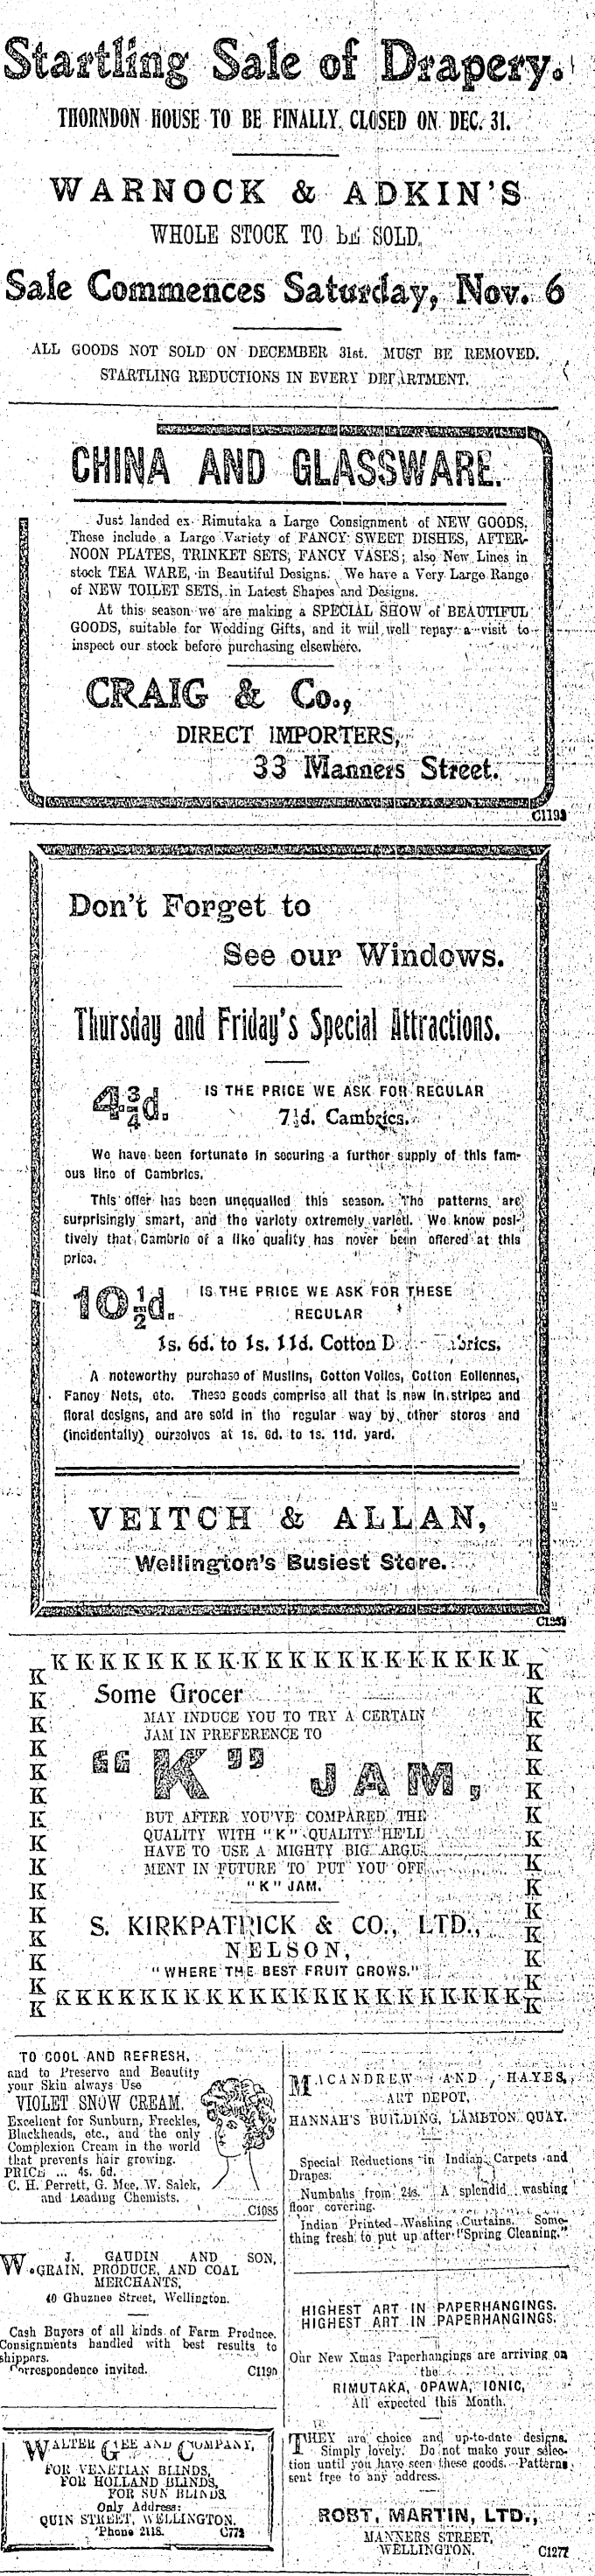 Startling Sale of Drapery.
THORNDON HOUSE TO BE FINALLY CLOSED ON DEC. 31.
WARNOCK & ADKIN'S
WHOLE STOCK TO BE SOLD.
Sale Commences Saturday, Nov. 6
ALL GOODS NOT SOLD ON DECEMBER 31st. MUST BE REMOVED.
STARTLING REDUCTIONS IN EVERY DEPARTMENT.
CHINA AND GLASSWARE.
Just landed ex Rimutaka a Large Consignment of NEW GOODS.
These include a Large Variety of FANCY SWEET DISHES, AFTER-
NOON PLATES, TRINKET SETS, FANCY VASES; also New Lines in
stock TEA WARE, in Beautiful Designs. We have a Very Large Range
of NEW TOILET SETS, in Latest Shapes and Designs.
At this season we are making a SPECIAL SHOW of BEAUTIFUL
GOODS, suitable for Wedding Gifts, and it will well repay a visit to
inspect our stock before purchasing elsewhere.
CRAIG & Co.,
DIRECT IMPORTERS,
33 Manners Street.
C1193
Don't Forget to
See our Windows.
Thursday and Friday's Special Attractions.
4¾d. IS THE PRICE WE ASK FOR REGULAR
7½d. Cambrics.
We have been fortunate in securing a further supply of this fam-
ous line of Cambrics.
This offer has been unequalled this season. The patterns are
surprisingly smart, and the variety extremely varied. We know posi-
tively that Cambric of a like quality has never been offered at this
price.
10½d. IS THE PRICE WE ASK FOR THESE
REGULAR
1s. 6d. to 1s. 11d. Cotton
A noteworthy purchase of Muslins, Cotton Voiles, Cotton Eoliennes,
Fancy Nets, etc. These goods comprise all that is new in stripes and
floral designs, and are sold in the regular way by other stores and
(incidentally) ourselves at 1s. 6d. to 1s. 11d. yard.
VEITCH & ALLAN,
Wellington's Busiest Store.
K K K K K K K K K K K K K K K K K K K K
Some Grocer
MAY INDUCE YOU TO TRY A CERTAIN
JAM IN PREFERENCE TO
"K" JAM,
BUT AFTER YOU'VE COMPARED THE
QUALITY WITH "K" QUALITY HE'LL
HAVE TO USE A MIGHTY BIG ARGU-
MENT IN FUTURE TO PUT YOU OFF
"K" JAM.
S. KIRKPATRICK & CO., LTD.,
NELSON,
"WHERE THE BEST FRUIT GROWS."
K K K K K K K K K K K K K K K K K K K K K K
TO COOL AND REFRESH,
and to Preserve and Beautify
your Skin always Use
VIOLET SNOW CREAM.
Excellent for Sunburn, Freckles,
Blackheads, etc., and the only
Complexion Cream in the world
that prevents hair growing.
PRICE ... 4s. 6d.
C. H. Perrett, G. Mee, W. Salek,
and Leading Chemists.
C1085
W. J. GAUDIN AND SON,
GRAIN, PRODUCE, AND COAL
MERCHANTS,
40 Ghuznee Street, Wellington.
Cash Buyers of all kinds of Farm Produce.
Consignments handled with best results to
shippers.
Correspondence invited.
WALTER GEE AND COMPANY,
FOR VENETIAN BLINDS,
FOR HOLLAND BLINDS,
FOR SUN BLINDS.
Only Address:
QUIN STREET, WELLINGTON.
'Phone 2118. C772
MACANDREW AND HAYES,
ART DEPOT,
HANNAH'S BUILDING, LAMBTON QUAY.
Special Reductions in Indian Carpets and
Drapes.
Numbahs from A splendid washing
floor covering.
Indian Printed Washing Curtains. Some-
thing fresh to put up after "Spring Cleaning."
HIGHEST ART IN PAPERHANGINGS.
HIGHEST ART IN PAPERHANGINGS.
Our New Xmas Paperhangings are arriving on
the
RIMUTAKA, OPAWA, IONIC,
All expected this Month.
THEY are choice and up-to-date designs.
Simply lovely. Do not make your selec-
tion until you have seen these goods. Patterns
sent free to any address.
ROBT. MARTIN, LTD.,
MANNERS STREET,
WELLINGTON. C1277